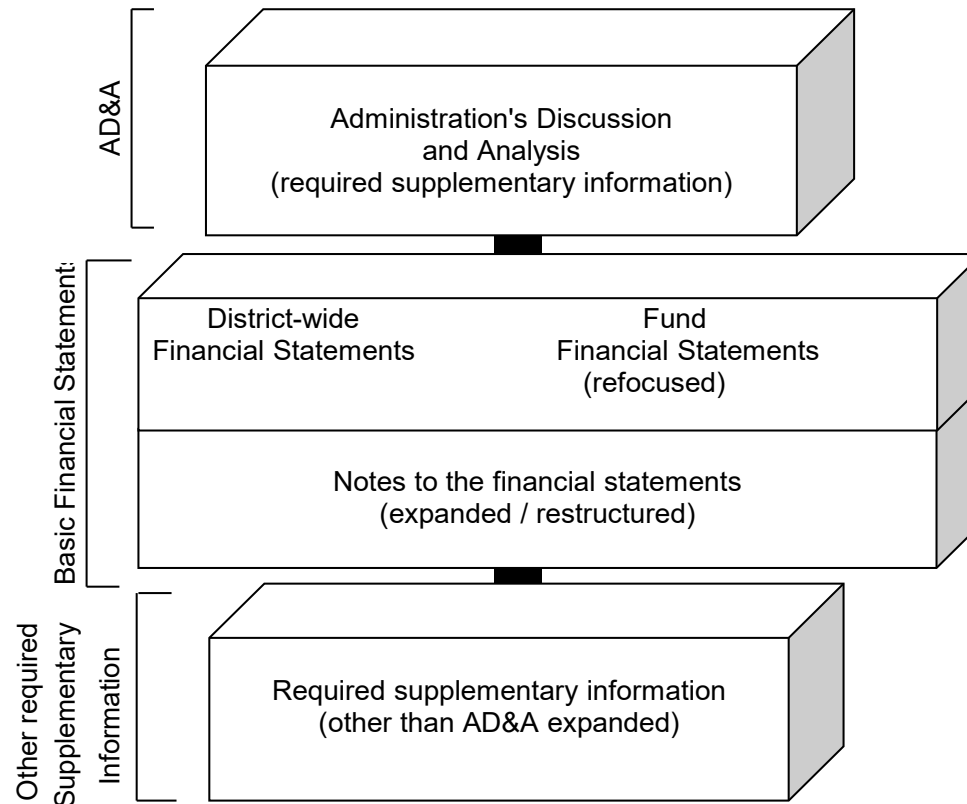 AD&A
Administration's Discussion
and Analysis
(required supplementary information)
Basic Financial Statements
District-wide
Financial Statements
Fund
Financial Statements
(refocused)
Notes to the financial statements
(expanded / restructured)
Other required
Supplementary
Information
Required supplementary information
(other than AD&A expanded)